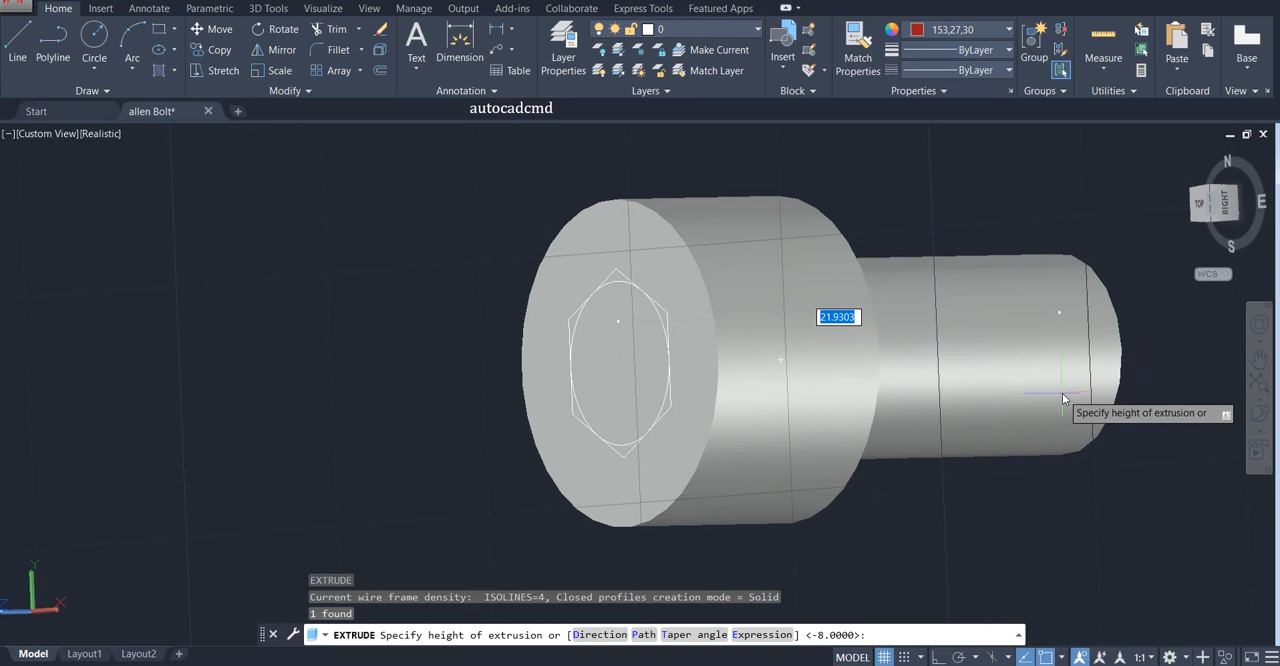 Home Insert Annotate Parametric 3D Tools Visualize View Manage Output Add-ins Collaborate Express Tools Featured Apps
Line Polyline Circle Arc
Move Rotate Trim
Copy Mirror Fillet
Stretch Scale Array
Text Dimension Table
Layer Properties
0
Make Current
Match Layer
Insert
Match Properties
153,27,30
ByLayer
ByLayer
Group
Measure
Paste
Base
Draw Modify Annotation Layers Block Properties Groups Utilities Clipboard View
Start allen Bolt*
autocadcmd
[−][Custom View][Realistic]
N
TOP RIGHT E
S
WCS
21.9303
Specify height of extrusion or
Y
X
Z
EXTRUDE
Current wire frame density: ISOLINES=4, Closed profiles creation mode = Solid
1 found
EXTRUDE Specify height of extrusion or [Direction Path Taper angle Expression] <-8.0000>:
Model Layout1 Layout2
MODEL 1:1